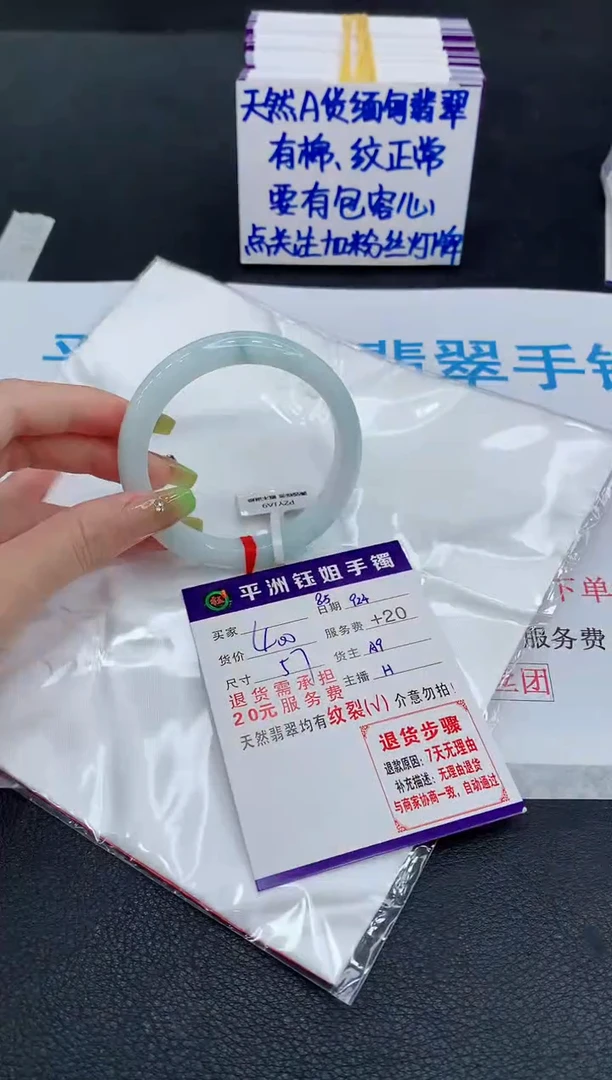 天然A货缅甸翡翠
有棉、纹正常
要有包容心
点关注加粉丝灯牌
翡翠手镯
PZYJA9
平洲钰姐手镯
买家
85
日期 924
货价 400
服务费 +20
尺寸 57
货主 A9
主播 H
退货需承担
20元服务费
天然翡翠均有纹裂(√) 介意勿拍!
退货步骤
退款原因: 7天无理由
补充描述: 无理由退货
与商家协商一致, 自动通过
下单
服务费
团